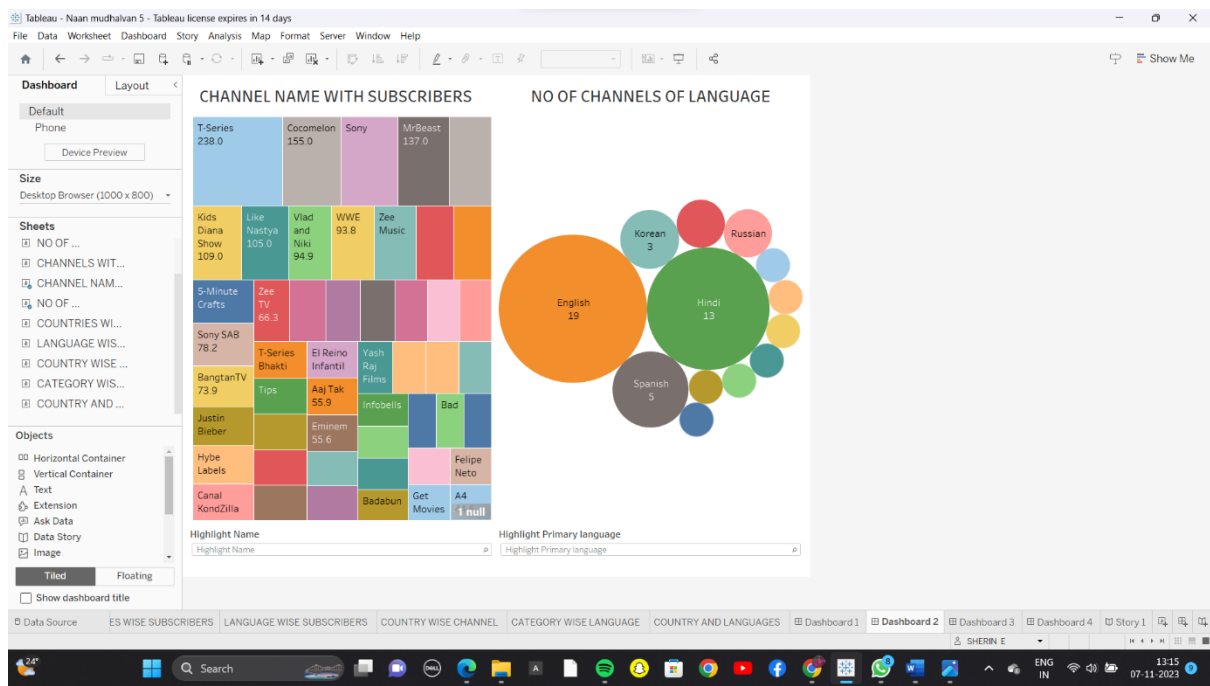 Tableau - Naan mudhalvan 5 - Tableau license expires in 14 days
File Data Worksheet Dashboard Story Analysis Map Format Server Window Help
Show Me
Dashboard Layout
Default
Phone
Device Preview
Size
Desktop Browser (1000 x 800)
Sheets
NO OF ...
CHANNELS WIT...
CHANNEL NAM...
NO OF ...
COUNTRIES WI...
LANGUAGE WIS...
COUNTRY WISE ...
CATEGORY WIS...
COUNTRY AND ...
Objects
Horizontal Container
Vertical Container
A Text
Extension
Ask Data
Data Story
Image
Tiled Floating
Show dashboard title
CHANNEL NAME WITH SUBSCRIBERS
T-Series
238.0
Cocomelon
155.0
Sony
MrBeast
137.0
Kids
Diana
Show
109.0
Like
Nastya
105.0
Vlad
and
Niki
94.9
WWE
93.8
Zee
Music
5-Minute
Crafts
Zee
TV
66.3
Sony SAB
78.2
T-Series
Bhakti
El Reino
Infantil
Yash
Raj
Films
BangtanTV
73.9
Tips
Aaj Tak
55.9
Infobells
Bad
Justin
Bieber
Eminem
55.6
Hybe
Labels
Felipe
Neto
Canal
KondZilla
Badabun
Get
Movies
A4
1 null
Highlight Name
Highlight Name
NO OF CHANNELS OF LANGUAGE
Korean
3
Russian
English
19
Hindi
13
Spanish
5
Highlight Primary language
Highlight Primary language
Data Source ES WISE SUBSCRIBERS LANGUAGE WISE SUBSCRIBERS COUNTRY WISE CHANNEL CATEGORY WISE LANGUAGE COUNTRY AND LANGUAGES Dashboard 1 Dashboard 2 Dashboard 3 Dashboard 4 Story 1
SHERIN E
24°
Search
DELL
ENG
IN
13:15
07-11-2023